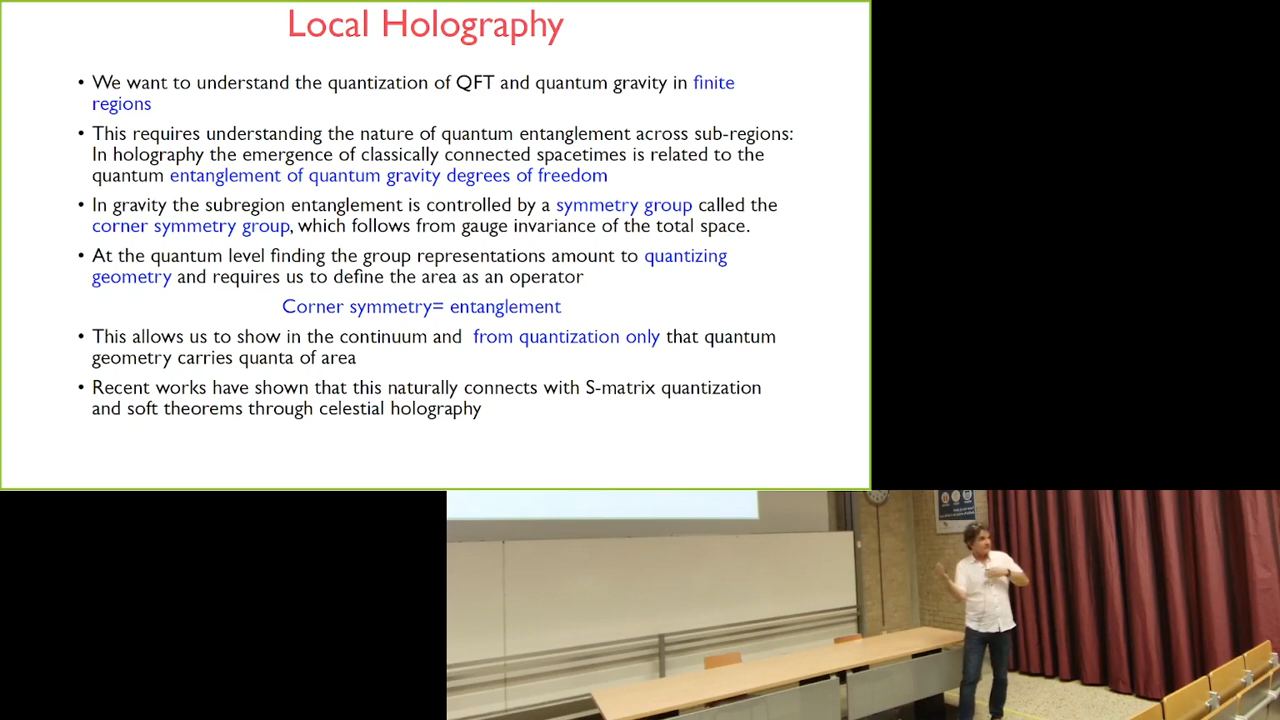 Local Holography
• We want to understand the quantization of QFT and quantum gravity in finite
regions
• This requires understanding the nature of quantum entanglement across sub-regions:
In holography the emergence of classically connected spacetimes is related to the
quantum entanglement of quantum gravity degrees of freedom
• In gravity the subregion entanglement is controlled by a symmetry group called the
corner symmetry group, which follows from gauge invariance of the total space.
• At the quantum level finding the group representations amount to quantizing
geometry and requires us to define the area as an operator
Corner symmetry= entanglement
• This allows us to show in the continuum and from quantization only that quantum
geometry carries quanta of area
• Recent works have shown that this naturally connects with S-matrix quantization
and soft theorems through celestial holography